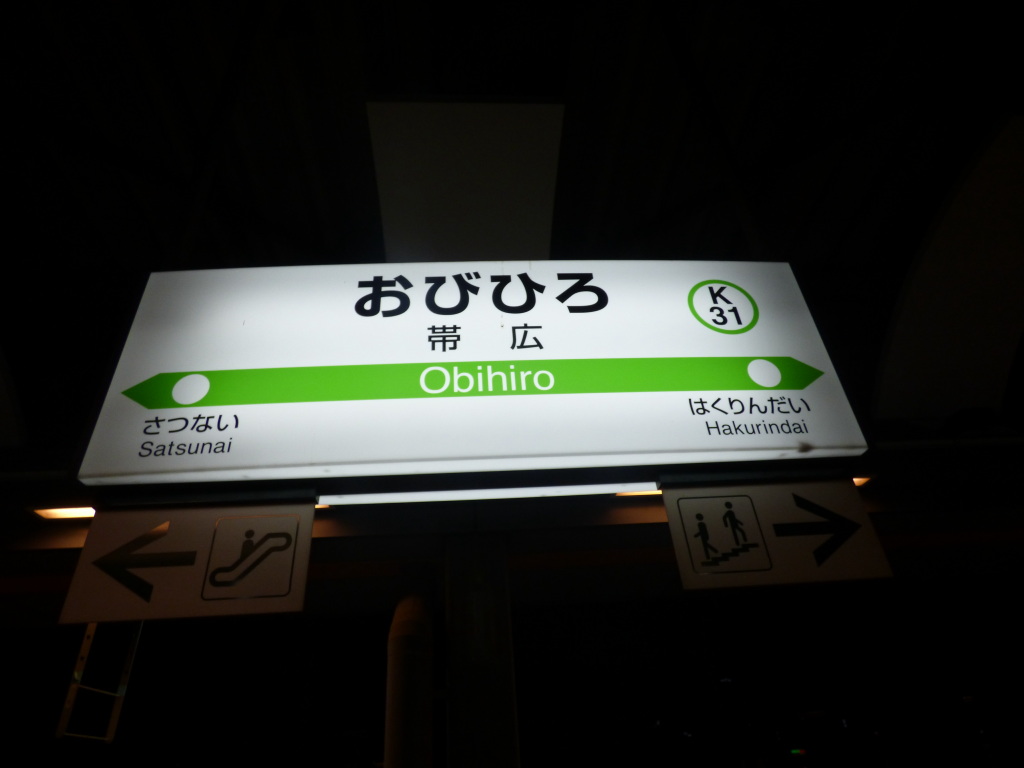 おびひろ
K
31
帯広
Obihiro
さつない
Satsunai
はくりんだい
Hakurindai